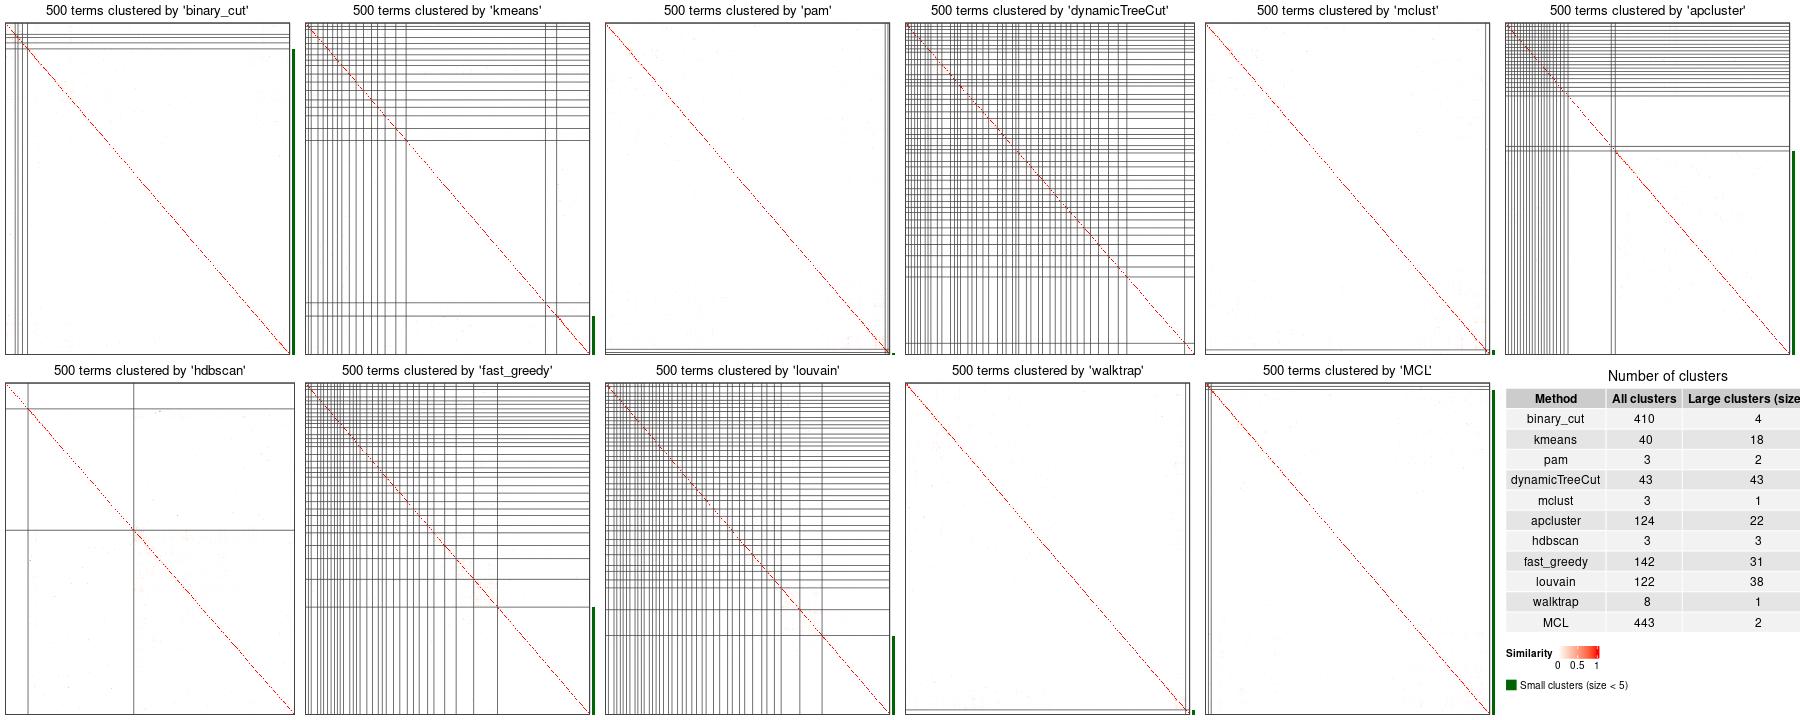 500 terms clustered by 'binary_cut'
500 terms clustered by 'kmeans'
500 terms clustered by 'pam'
500 terms clustered by 'dynamicTreeCut'
500 terms clustered by 'mclust'
500 terms clustered by 'apcluster'
500 terms clustered by 'hdbscan'
500 terms clustered by 'fast_greedy'
500 terms clustered by 'louvain'
500 terms clustered by 'walktrap'
500 terms clustered by 'MCL'
Number of clusters
Method All clusters Large clusters (size
binary_cut 410 4
kmeans 40 18
pam 3 2
dynamicTreeCut 43 43
mclust 3 1
apcluster 124 22
hdbscan 3 3
fast_greedy 142 31
louvain 122 38
walktrap 8 1
MCL 443 2
Similarity
0 0.5 1
Small clusters (size < 5)